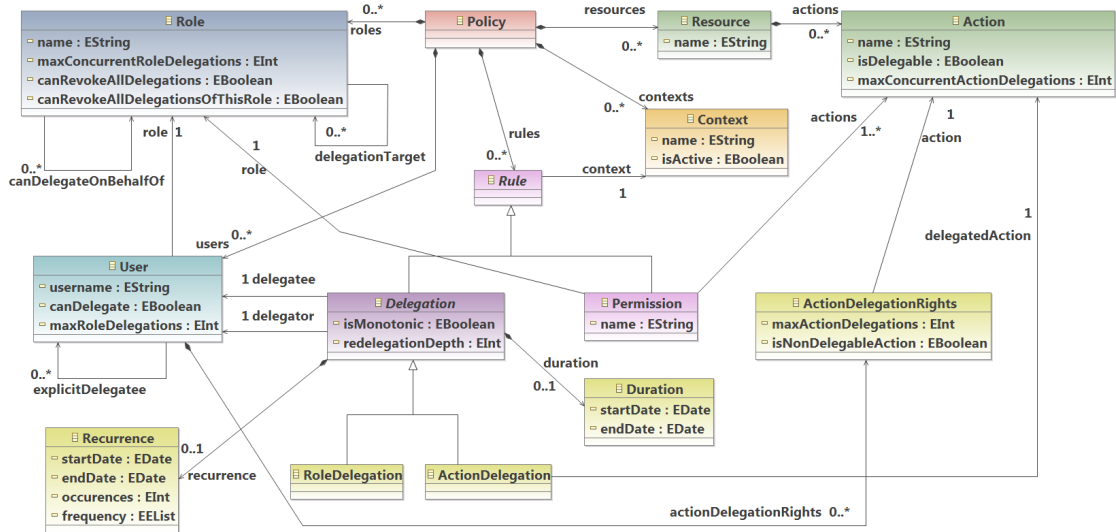 Role
name : EString
maxConcurrentRoleDelegations : EInt
canRevokeAllDelegations : EBoolean
canRevokeAllDelegationsOfThisRole : EBoolean
0..*
roles
Policy
resources
0..*
Resource
name : EString
actions
0..*
Action
name : EString
isDelegable : EBoolean
maxConcurrentActionDelegations : EInt
0..*
canDelegateOnBehalfOf
role
1
1
role
0..*
delegationTarget
rules
0..*
contexts
0..*
Context
name : EString
isActive : EBoolean
actions
1..*
1
action
Rule
context
1
1
delegatedAction
users
0..*
User
username : EString
canDelegate : EBoolean
maxRoleDelegations : EInt
1 delegatee
1 delegator
Delegation
isMonotonic : EBoolean
redelegationDepth : EInt
Permission
name : EString
ActionDelegationRights
maxActionDelegations : EInt
isNonDelegableAction : EBoolean
0..*
explicitDelegatee
duration
0..1
Duration
startDate : EDate
endDate : EDate
Recurrence
startDate : EDate
endDate : EDate
occurences : EInt
frequency : EEList
0..1
recurrence
RoleDelegation
ActionDelegation
actionDelegationRights
0..*